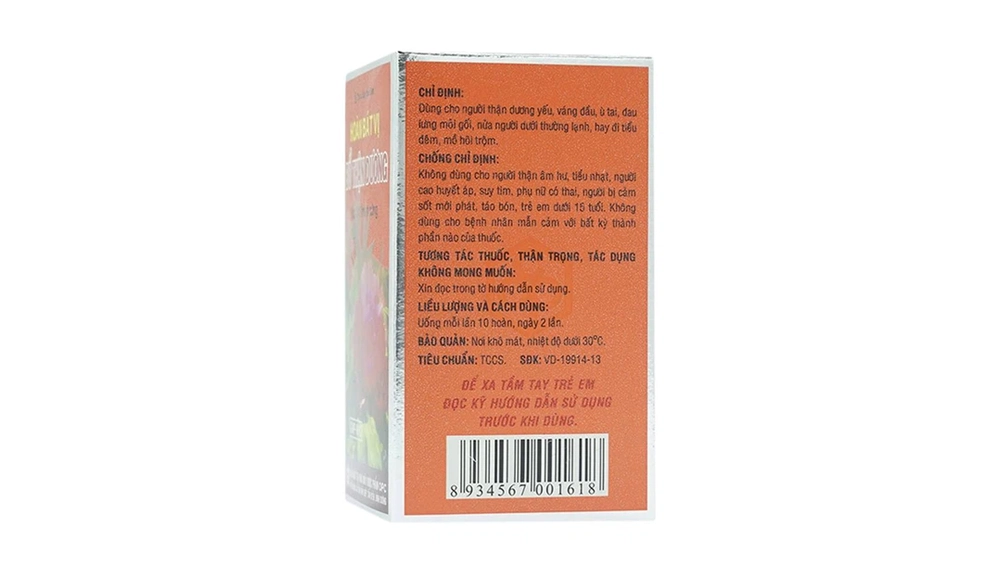 HOÀN BÁT VỊ
THẬN DƯƠNG
CHỈ ĐỊNH:
Dùng cho người thận dương yếu, váng đầu, ù tai, đau
lưng mỏi gối, nửa người dưới thường lạnh, hay đi tiểu
đêm, mồ hôi trộm.
CHỐNG CHỈ ĐỊNH:
Không dùng cho người thận âm hư, tiểu nhạt, người
cao huyết áp, suy tim, phụ nữ có thai, người bị cảm
sốt mới phát, táo bón, trẻ em dưới 15 tuổi. Không
dùng cho bệnh nhân mẫn cảm với bất kỳ thành
phần nào của thuốc.
TƯƠNG TÁC THUỐC, THẬN TRỌNG, TÁC DỤNG
KHÔNG MONG MUỐN:
Xin đọc trong tờ hướng dẫn sử dụng.
LIỀU LƯỢNG VÀ CÁCH DÙNG:
Uống mỗi lần 10 hoàn, ngày 2 lần.
BẢO QUẢN: Nơi khô mát, nhiệt độ dưới 30°C.
TIÊU CHUẨN: TCCS. SĐK: VD-19914-13
ĐỂ XA TẦM TAY TRẺ EM
ĐỌC KỸ HƯỚNG DẪN SỬ DỤNG
TRƯỚC KHI DÙNG.
8 934567 001618